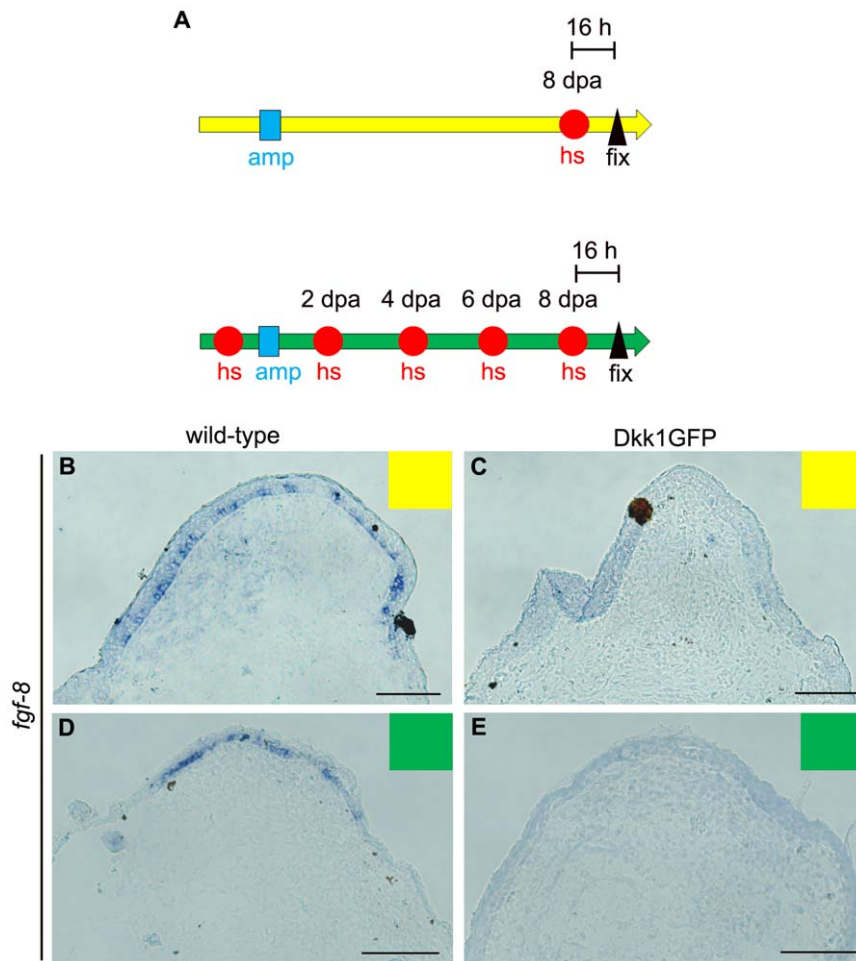 A
16 h
8 dpa
amp
hs
fix
16 h
2 dpa 4 dpa 6 dpa 8 dpa
hs amp hs hs hs hs fix
wild-type Dkk1GFP
B C
fgf-8
D E